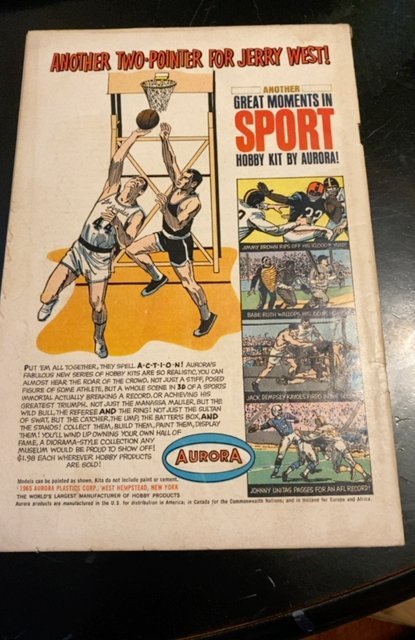 ANOTHER TWO-POINTER FOR JERRY WEST!
ANOTHER
GREAT MOMENTS IN
SPORT
HOBBY KIT BY AURORA!
Los Angeles
44
JIMMY BROWN RIPS OFF HIS 10,000TH YARD!
BABE RUTH WALLOPS HIS 60TH HOMER!
JACK DEMPSEY KAYOES FIRPO IN THE SECOND!
JOHNNY UNITAS PASSES FOR AN AFL RECORD!
PUT 'EM ALL TOGETHER, THEY SPELL A-C-T-I-O-N! AURORA'S
FABULOUS NEW SERIES OF HOBBY KITS ARE SO REALISTIC, YOU CAN
ALMOST HEAR THE ROAR OF THE CROWD. NOT JUST A STIFF, POSED
FIGURE OF SOME ATHLETE, BUT A WHOLE SCENE IN 3D OF A SPORTS
IMMORTAL ACTUALLY BREAKING A RECORD, OR ACHIEVING HIS
GREATEST TRIUMPH. NOT JUST THE MANASSA MAULER, BUT THE
WILD BULL, THE REFEREE AND THE RING! NOT JUST THE SULTAN
OF SWAT, BUT THE CATCHER, THE UMP, THE BATTER'S BOX, AND
THE STANDS! COLLECT THEM, BUILD THEM, PAINT THEM, DISPLAY
THEM! YOU'LL WIND UP OWNING YOUR OWN HALL OF
FAME, A DIORAMA-STYLE COLLECTION ANY
MUSEUM WOULD BE PROUD TO SHOW OFF!
$1.98 EACH WHEREVER HOBBY PRODUCTS
ARE SOLD!
AURORA
Models can be painted as shown. Kits do not include paint or cement.
1965 AURORA PLASTICS CORP., WEST HEMPSTEAD, NEW YORK
THE WORLD'S LARGEST MANUFACTURER OF HOBBY PRODUCTS
Aurora products are manufactured in the U.S. for distribution in America; in Canada for the Commonwealth Nations; and in Holland for Europe and Africa.